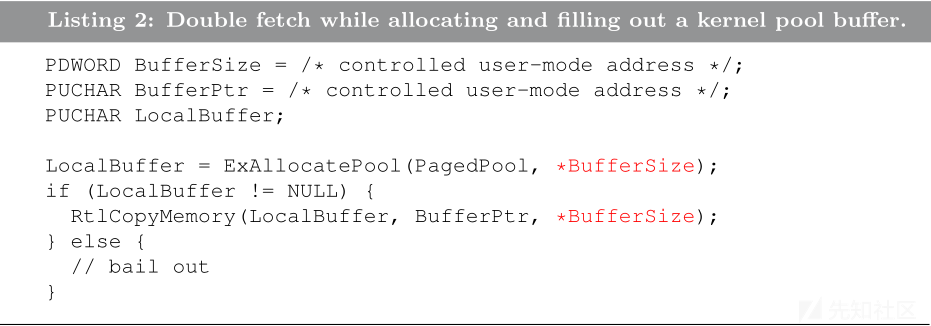 Listing 2: Double fetch while allocating and filling out a kernel pool buffer.
PDWORD BufferSize = /* controlled user-mode address */;
PUCHAR BufferPtr = /* controlled user-mode address */;
PUCHAR LocalBuffer;
LocalBuffer = ExAllocatePool(PagedPool, *BufferSize);
if (LocalBuffer != NULL) {
  RtlCopyMemory(LocalBuffer, BufferPtr, *BufferSize);
} else {
  // bail out
}
先知社区